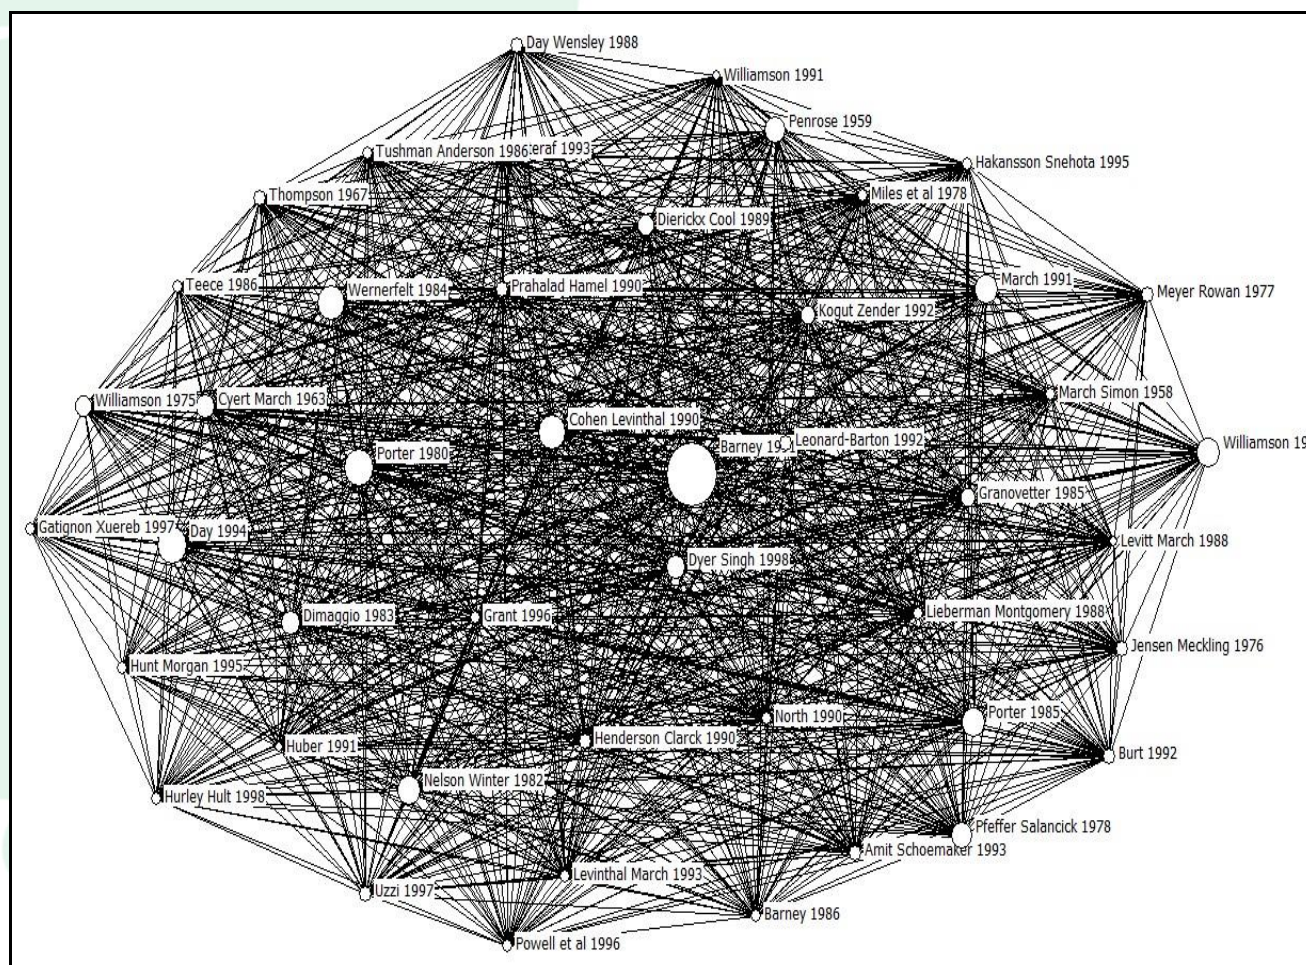 Day Wensley 1988
Williamson 1991
Penrose 1959
Tushman Anderson 1986
eraf 1993
Hakansson Snehota 1995
Thompson 1967
Miles et al 1978
Dierickx Cool 1989
Teece 1986
Wernerfelt 1984
Prahalad Hamel 1990
March 1991
Meyer Rowan 1977
Kogut Zender 1992
Williamson 1975
Cyert March 1963
March Simon 1958
Cohen Levinthal 1990
Barney
Leonard-Barton 1992
Porter 1980
Williamson 19
Granovetter 1985
Gatignon Xuereb 1997
Day 1994
Levitt March 1988
Dyer Singh 1998
Dimaggio 1983
Grant 1996
Lieberman Montgomery 1988
Jensen Meckling 1976
Hunt Morgan 1995
North 1990
Porter 1985
Huber 1991
Henderson Clarck 1990
Burt 1992
Nelson Winter 1982
Hurley Hult 1998
Pfeffer Salancick 1978
Amit Schoemaker 1993
Levinthal March 1993
Uzzi 1997
Barney 1986
Powell et al 1996